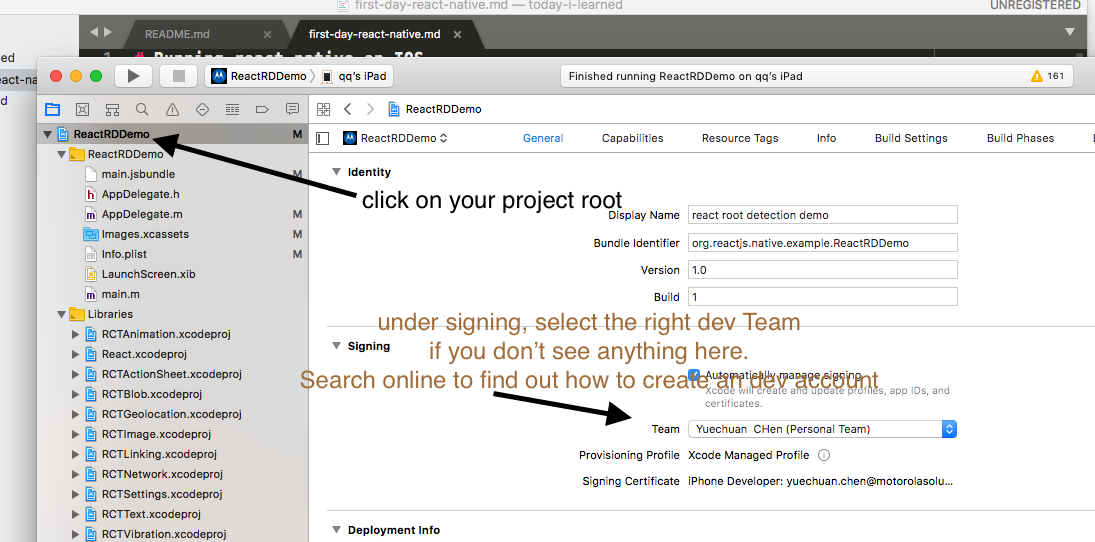 first-day-react-native.md — today-i-learned
UNREGISTERED
README.md
first-day-react-native.md
ed
eact-na
d
ReactRDDemo
qq's iPad
Finished running ReactRDDemo on qq's iPad
161
ReactRDDemo M
ReactRDDemo
main.jsbundle M
AppDelegate.h
AppDelegate.m M
Images.xcassets M
Info.plist M
LaunchScreen.xib
main.m
Libraries
RCTAnimation.xcodeproj
React.xcodeproj
RCTActionSheet.xcodeproj
RCTBlob.xcodeproj
RCTGeolocation.xcodeproj
RCTImage.xcodeproj
RCTLinking.xcodeproj
RCTNetwork.xcodeproj
RCTSettings.xcodeproj
RCTText.xcodeproj
RCTVibration.xcodeproj
ReactRDDemo
ReactRDDemo
General Capabilities Resource Tags Info Build Settings Build Phases
Identity
click on your project root
Display Name react root detection demo
Bundle Identifier org.reactjs.native.example.ReactRDDemo
Version 1.0
Build 1
under signing, select the right dev Team
if you don't see anything here.
Search online to find out how to create an dev account
Signing
Automatically manage signing
Xcode will create and update profiles, app IDs, and
certificates.
Team Yuechuan CHen (Personal Team)
Provisioning Profile Xcode Managed Profile
Signing Certificate iPhone Developer: yuechuan.chen@motorolasolu...
Deployment Info